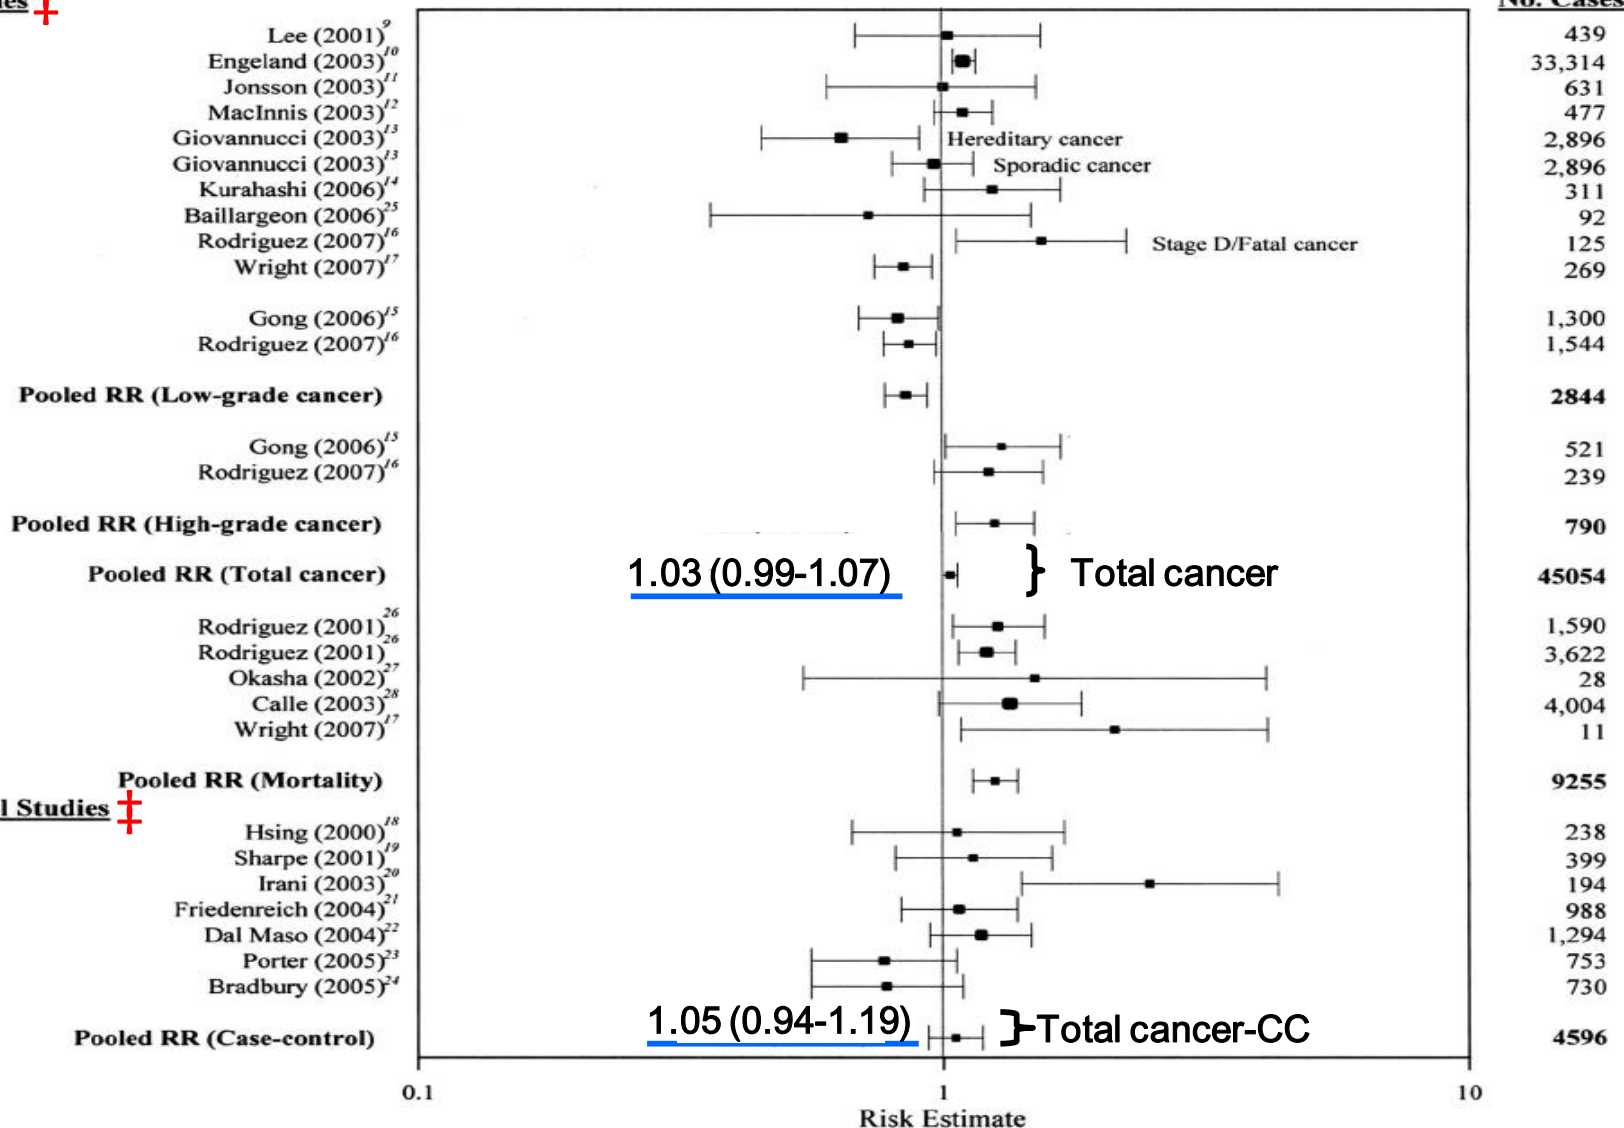 No. Cases
Lee (2001)9 439
Engeland (2003)10 33,314
Jonsson (2003)11 631
MacInnis (2003)12 477
Giovannucci (2003)13 Hereditary cancer 2,896
Giovannucci (2003)13 Sporadic cancer 2,896
Kurahashi (2006)14 311
Baillargeon (2006)25 92
Rodriguez (2007)16 Stage D/Fatal cancer 125
Wright (2007)17 269
Gong (2006)15 1,300
Rodriguez (2007)16 1,544
Pooled RR (Low-grade cancer) 2844
Gong (2006)15 521
Rodriguez (2007)16 239
Pooled RR (High-grade cancer) 790
Pooled RR (Total cancer) 1.03 (0.99-1.07) } Total cancer 45054
Rodriguez (2001)26 1,590
Rodriguez (2001)26 3,622
Okasha (2002)27 28
Calle (2003)28 4,004
Wright (2007)17 11
Pooled RR (Mortality) 9255
l Studies ‡
Hsing (2000)18 238
Sharpe (2001)19 399
Irani (2003)20 194
Friedenreich (2004)21 988
Dal Maso (2004)22 1,294
Porter (2005)23 753
Bradbury (2005)24 730
Pooled RR (Case-control) 1.05 (0.94-1.19) } Total cancer-CC 4596
0.1 1 10
Risk Estimate